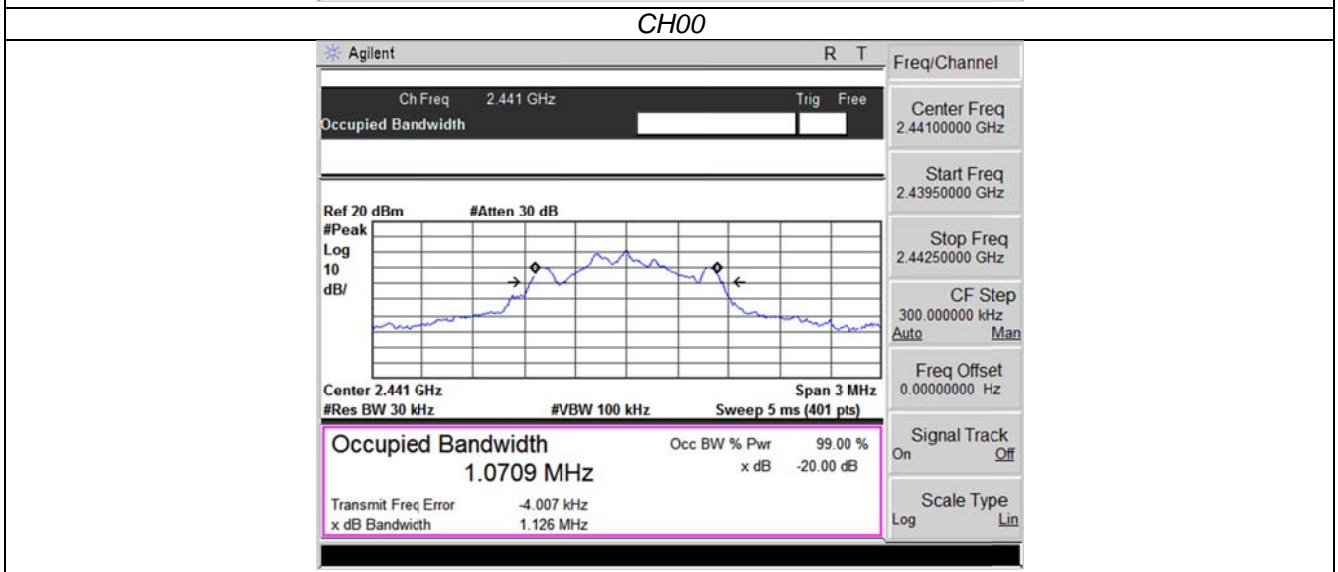 CH00
Agilent R T
Ch Freq 2.441 GHz Trig Free
Occupied Bandwidth
Ref 20 dBm #Atten 30 dB
#Peak
Log
10
dB/
Center 2.441 GHz Span 3 MHz
#Res BW 30 kHz #VBW 100 kHz Sweep 5 ms (401 pts)
Occupied Bandwidth
1.0709 MHz
Occ BW % Pwr 99.00 %
x dB -20.00 dB
Transmit Freq Error -4.007 kHz
x dB Bandwidth 1.126 MHz
Freq/Channel
Center Freq
2.44100000 GHz
Start Freq
2.43950000 GHz
Stop Freq
2.44250000 GHz
CF Step
300.000000 kHz
Auto Man
Freq Offset
0.00000000 Hz
Signal Track
On Off
Scale Type
Log Lin